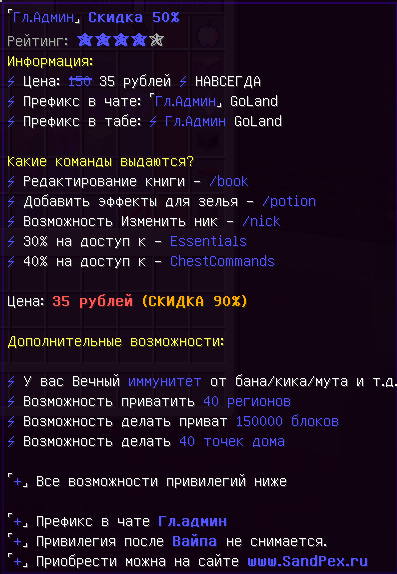 「Гл.Админ」 Скидка 50%
Рейтинг: ★★★★★
Информация:
⚡ Цена: 150 35 рублей ⚡ НАВСЕГДА
⚡ Префикс в чате: 「Гл.Админ」 GoLand
⚡ Префикс в табе: ⚡ Гл.Админ GoLand
Какие команды выдаются?
⚡ Редактирование книги – /book
⚡ Добавить эффекты для зелья – /potion
⚡ Возможность Изменить ник – /nick
⚡ 30% на доступ к – Essentials
⚡ 40% на доступ к – ChestCommands
Цена: 35 рублей (СКИДКА 90%)
Дополнительные возможности:
⚡ У вас Вечный иммунитет от бана/кика/мута и т.д.
⚡ Возможность приватить 40 регионов
⚡ Возможность делать приват 150000 блоков
⚡ Возможность делать 40 точек дома
「+」 Все возможности привилегий ниже
「+」 Префикс в чате Гл.админ
「+」 Привилегия после Вайпа не снимается.
「+」 Приобрести можна на сайте www.SandPex.ru